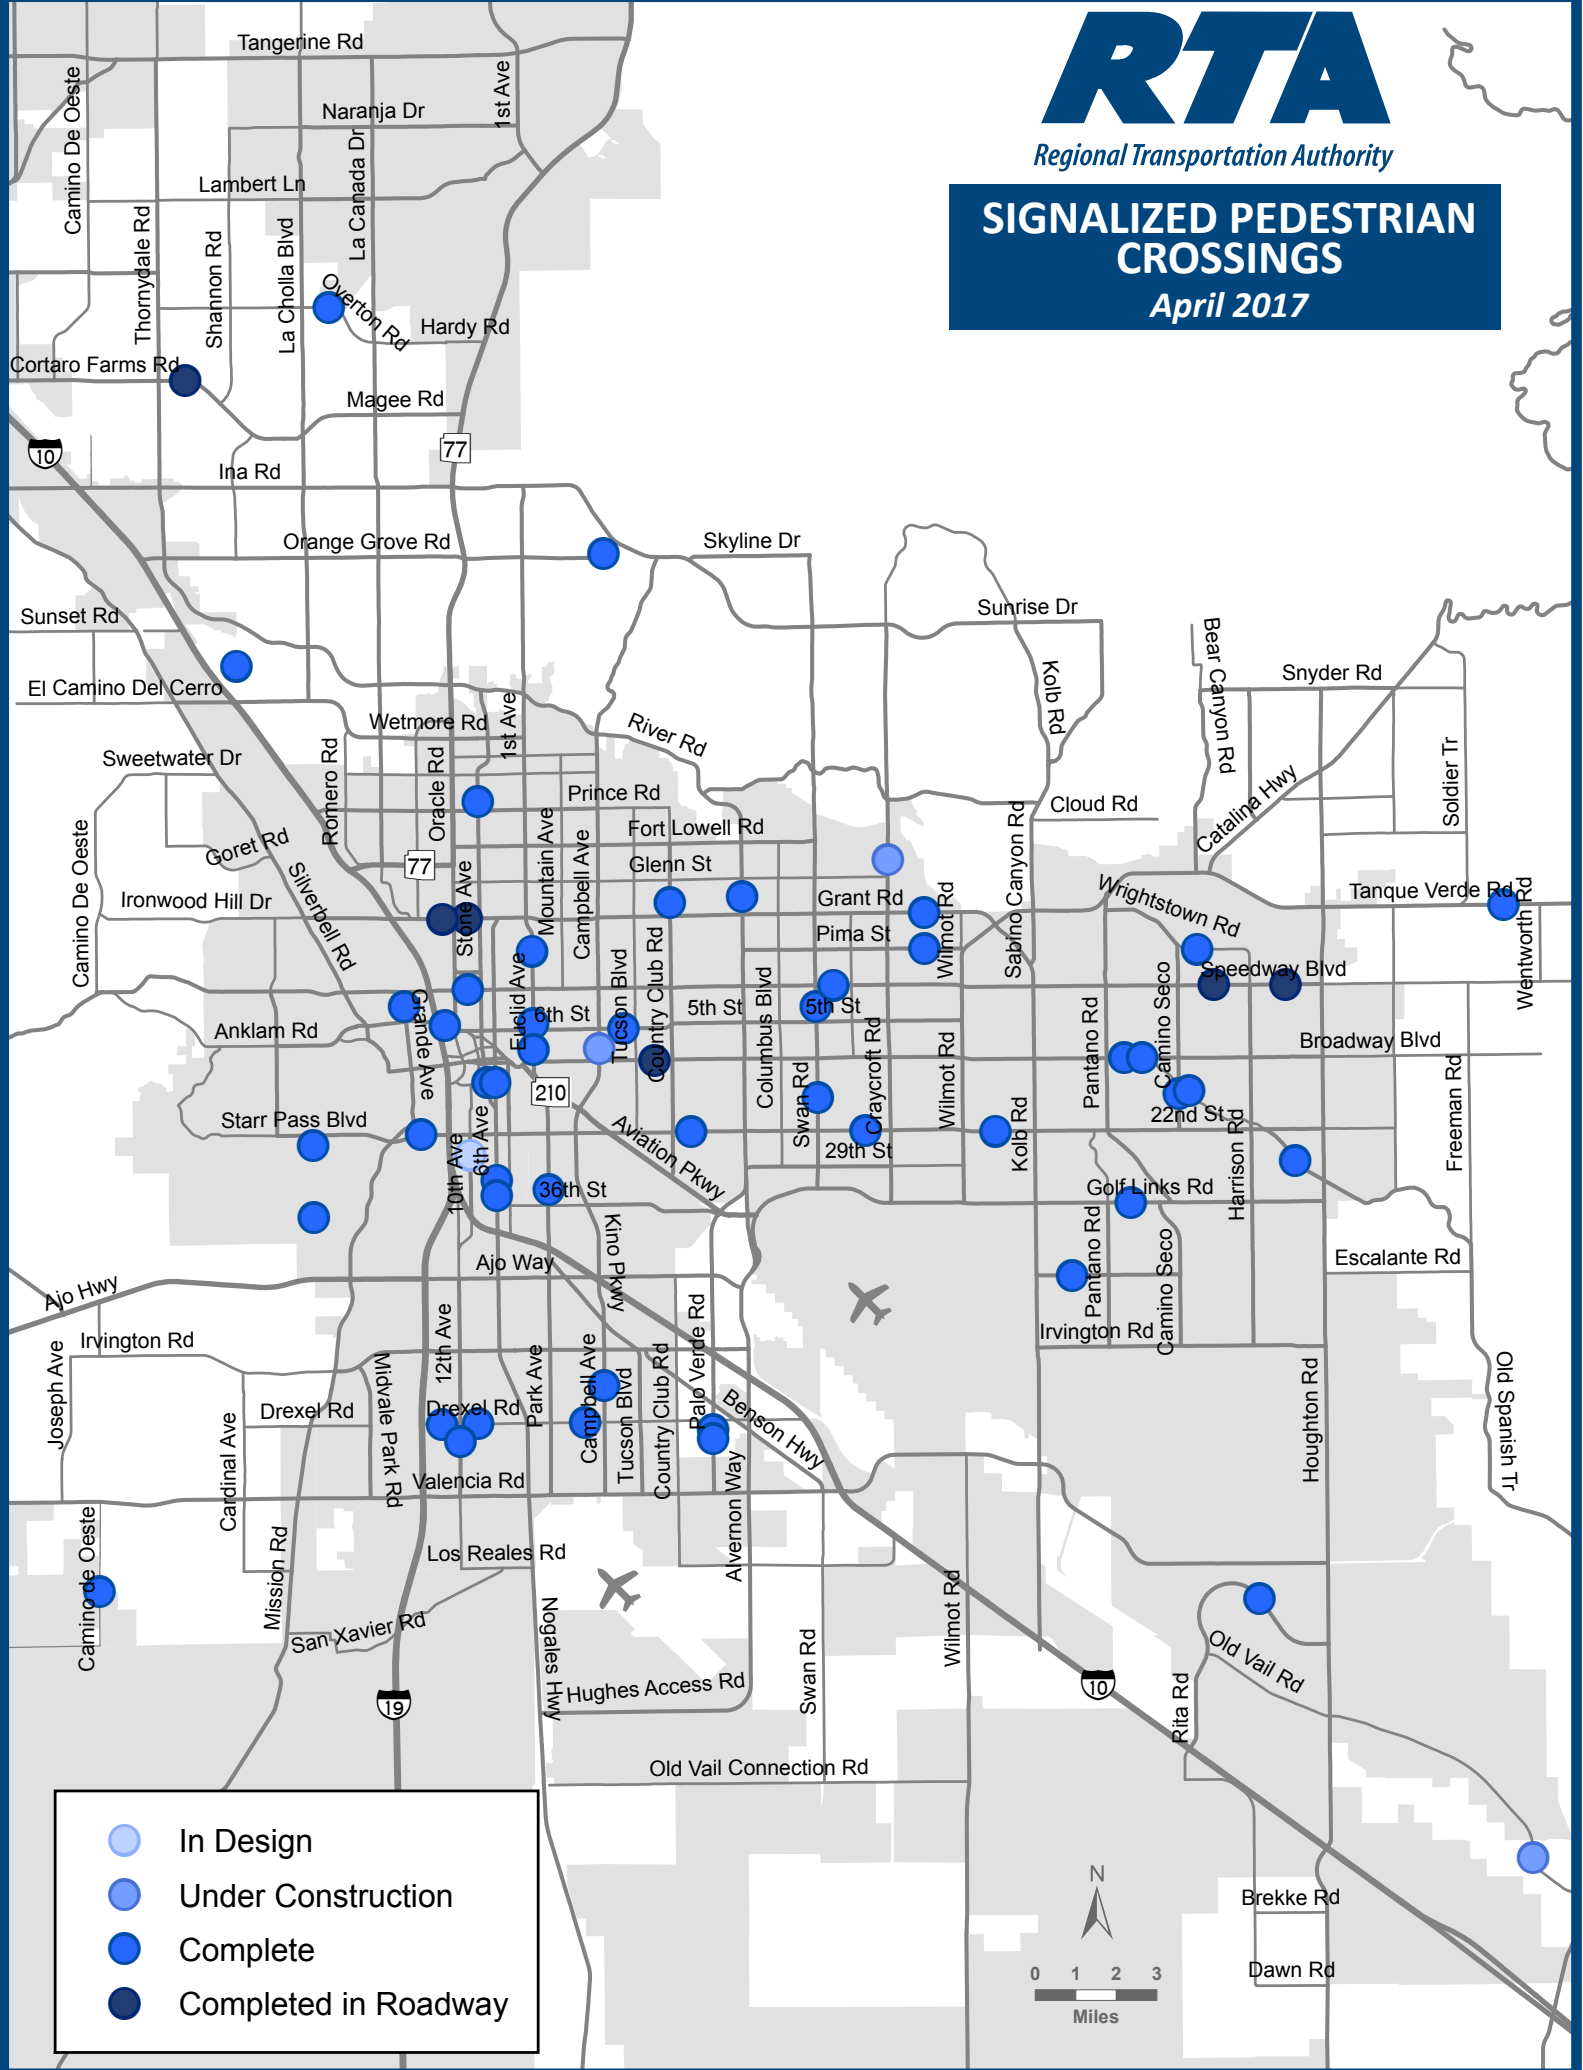 RTA
Regional Transportation Authority
SIGNALIZED PEDESTRIAN
CROSSINGS
April 2017
Tangerine Rd
Camino De Oeste
1st Ave
Naranja Dr
La Canada Dr
Lambert Ln
Thornydale Rd
Shannon Rd
La Cholla Blvd
Overton Rd
Hardy Rd
Cortaro Farms Rd
Magee Rd
77
10
Ina Rd
Orange Grove Rd
Skyline Dr
Sunset Rd
Sunrise Dr
Kolb Rd
Bear Canyon Rd
Snyder Rd
El Camino Del Cerro
Wetmore Rd
1st Ave
River Rd
Sweetwater Dr
Romero Rd
Oracle Rd
Prince Rd
Cloud Rd
Catalina Hwy
Soldier Tr
Camino De Oeste
Goret Rd
77
Mountain Ave
Campbell Ave
Fort Lowell Rd
Glenn St
Sabino Canyon Rd
Silverbell Rd
Stone Ave
Ironwood Hill Dr
Grant Rd
Wilmot Rd
Wrightstown Rd
Tanque Verde Rd
Wentworth Rd
Pima St
Speedway Blvd
Euclid Ave
Tucson Blvd
Country Club Rd
Columbus Blvd
Camino Seco
Grande Ave
Anklam Rd
6th St
5th St
5th St
Craycroft Rd
Pantano Rd
Wilmot Rd
Broadway Blvd
210
Swan Rd
Freeman Rd
Starr Pass Blvd
Aviation Pkwy
22nd St
10th Ave
6th Ave
29th St
Kolb Rd
Harrison Rd
36th St
Golf Links Rd
Kino Pkwy
Pantano Rd
Camino Seco
Ajo Way
Escalante Rd
Ajo Hwy
Irvington Rd
Irvington Rd
Joseph Ave
12th Ave
Palo Verde Rd
Midvale Park Rd
Park Ave
Campbell Ave
Tucson Blvd
Country Club Rd
Houghton Rd
Old Spanish Tr
Drexel Rd
Drexel Rd
Benson Hwy
Cardinal Ave
Valencia Rd
Alvernon Way
Camino de Oeste
Mission Rd
Los Reales Rd
San Xavier Rd
Nogales Hwy
Wilmot Rd
Swan Rd
Old Vail Rd
Rita Rd
Hughes Access Rd
10
19
Old Vail Connection Rd
In Design
Under Construction
Complete
Completed in Roadway
N
Brekke Rd
Dawn Rd
0 1 2 3
Miles